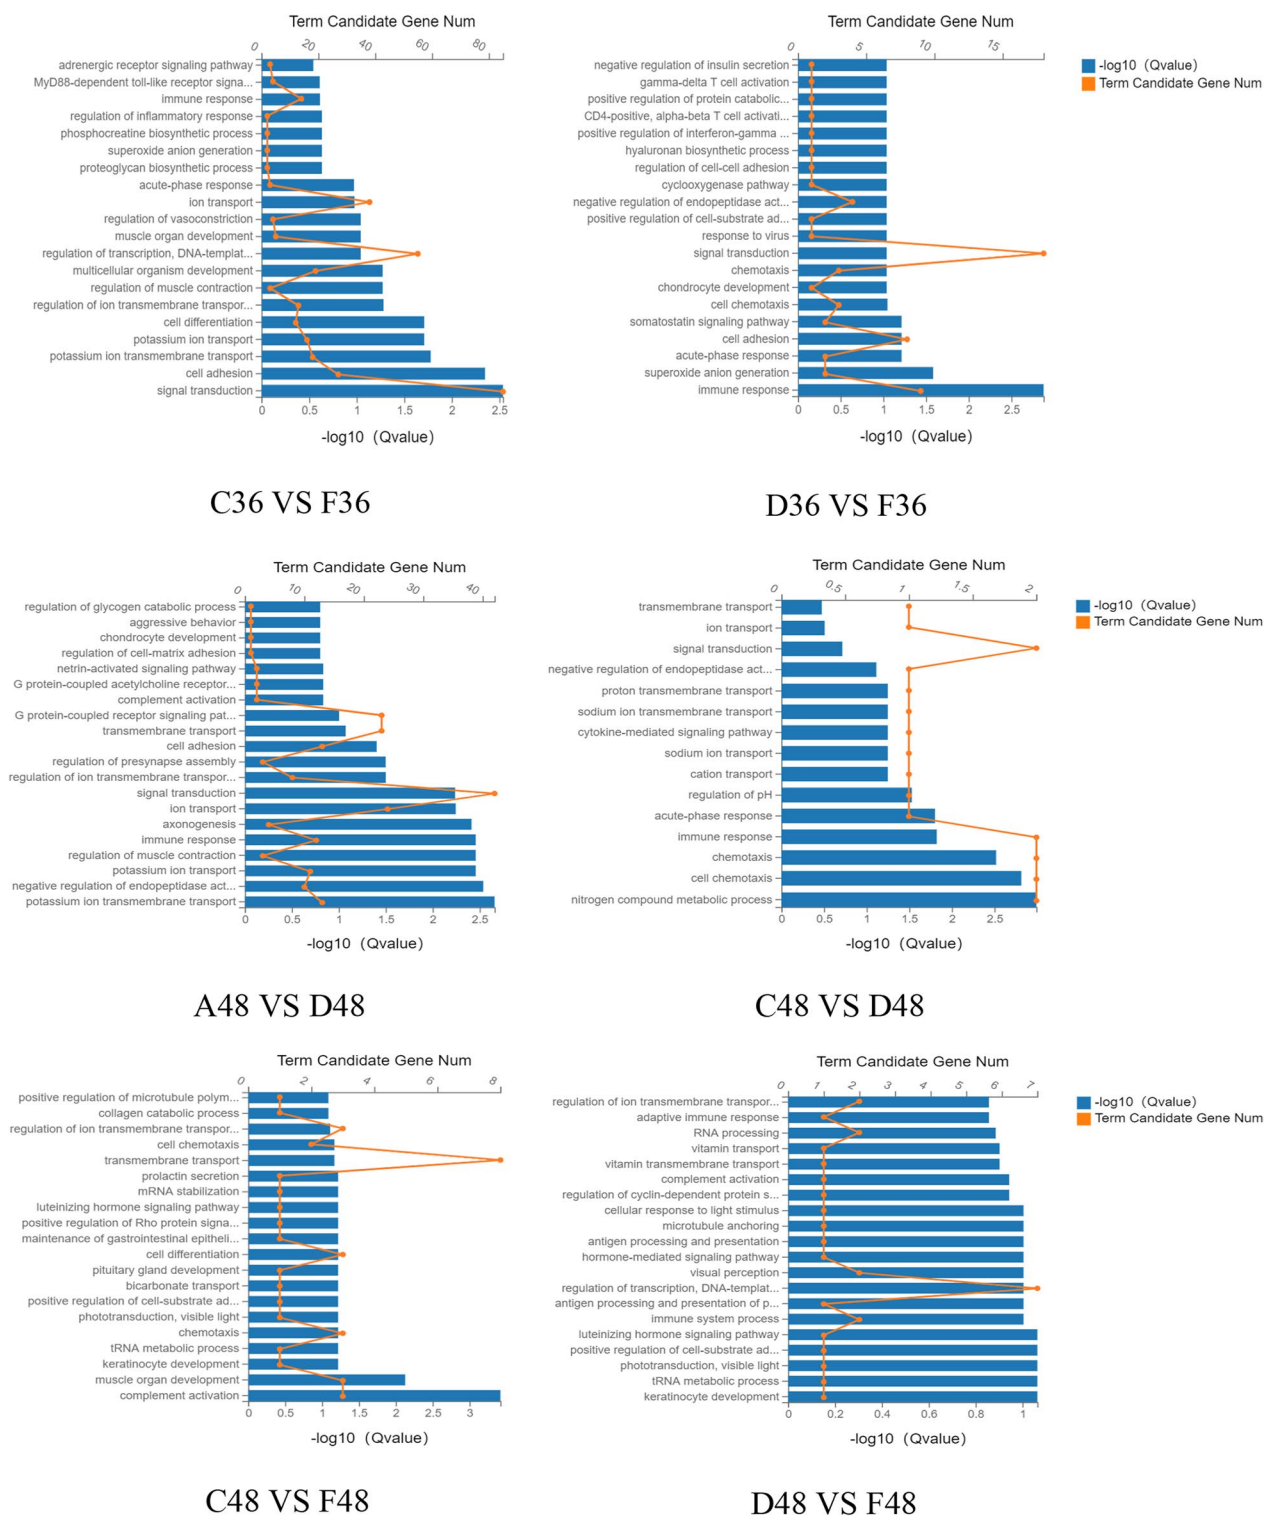 Term Candidate Gene Num
0 20 40 60 80
adrenergic receptor signaling pathway
MyD88-dependent toll-like receptor signa...
immune response
regulation of inflammatory response
phosphocreatine biosynthetic process
superoxide anion generation
proteoglycan biosynthetic process
acute-phase response
ion transport
regulation of vasoconstriction
muscle organ development
regulation of transcription, DNA-templat...
multicellular organism development
regulation of muscle contraction
regulation of ion transmembrane transpor...
cell differentiation
potassium ion transport
potassium ion transmembrane transport
cell adhesion
signal transduction
0 0.5 1 1.5 2 2.5
-log10 (Qvalue)
C36 VS F36
Term Candidate Gene Num
0 5 10 15
negative regulation of insulin secretion
gamma-delta T cell activation
positive regulation of protein catabolic...
CD4-positive, alpha-beta T cell activati...
positive regulation of interferon-gamma ...
hyaluronan biosynthetic process
regulation of cell-cell adhesion
cyclooxygenase pathway
negative regulation of endopeptidase act...
positive regulation of cell-substrate ad...
response to virus
signal transduction
chemotaxis
chondrocyte development
cell chemotaxis
somatostatin signaling pathway
cell adhesion
acute-phase response
superoxide anion generation
immune response
0 0.5 1 1.5 2 2.5
-log10 (Qvalue)
D36 VS F36
-log10 (Qvalue)
Term Candidate Gene Num
Term Candidate Gene Num
0 10 20 30 40
regulation of glycogen catabolic process
aggressive behavior
chondrocyte development
regulation of cell-matrix adhesion
netrin-activated signaling pathway
G protein-coupled acetylcholine receptor...
complement activation
G protein-coupled receptor signaling pat...
transmembrane transport
cell adhesion
regulation of presynapse assembly
regulation of ion transmembrane transpor...
signal transduction
ion transport
axonogenesis
immune response
regulation of muscle contraction
potassium ion transport
negative regulation of endopeptidase act...
potassium ion transmembrane transport
0 0.5 1 1.5 2 2.5
-log10 (Qvalue)
A48 VS D48
Term Candidate Gene Num
0 0.5 1 1.5 2
transmembrane transport
ion transport
signal transduction
negative regulation of endopeptidase act...
proton transmembrane transport
sodium ion transmembrane transport
cytokine-mediated signaling pathway
sodium ion transport
cation transport
regulation of pH
acute-phase response
immune response
chemotaxis
cell chemotaxis
nitrogen compound metabolic process
0 0.5 1 1.5 2 2.5
-log10 (Qvalue)
C48 VS D48
-log10 (Qvalue)
Term Candidate Gene Num
Term Candidate Gene Num
0 2 4 6 8
positive regulation of microtubule polym...
collagen catabolic process
regulation of ion transmembrane transpor...
cell chemotaxis
transmembrane transport
prolactin secretion
mRNA stabilization
luteinizing hormone signaling pathway
positive regulation of Rho protein signa...
maintenance of gastrointestinal epitheli...
cell differentiation
pituitary gland development
bicarbonate transport
positive regulation of cell-substrate ad...
phototransduction, visible light
chemotaxis
tRNA metabolic process
keratinocyte development
muscle organ development
complement activation
0 0.5 1 1.5 2 2.5 3
-log10 (Qvalue)
C48 VS F48
Term Candidate Gene Num
0 1 2 3 4 5 6 7
regulation of ion transmembrane transpor...
adaptive immune response
RNA processing
vitamin transport
vitamin transmembrane transport
complement activation
regulation of cyclin-dependent protein s...
cellular response to light stimulus
microtubule anchoring
antigen processing and presentation
hormone-mediated signaling pathway
visual perception
regulation of transcription, DNA-templat...
antigen processing and presentation of p...
immune system process
luteinizing hormone signaling pathway
positive regulation of cell-substrate ad...
phototransduction, visible light
tRNA metabolic process
keratinocyte development
0 0.2 0.4 0.6 0.8 1
-log10 (Qvalue)
D48 VS F48
-log10 (Qvalue)
Term Candidate Gene Num